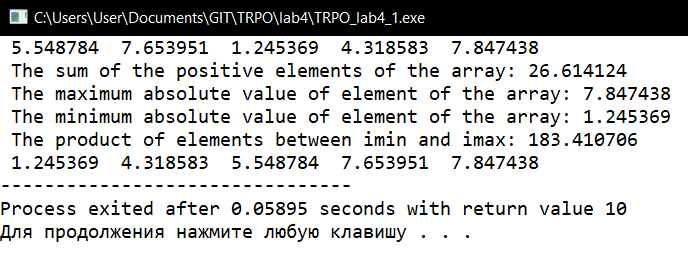 C:\Users\User\Documents\GIT\TRPO\lab4\TRPO_lab4_1.exe
5.548784 7.653951 1.245369 4.318583 7.847438
The sum of the positive elements of the array: 26.614124
The maximum absolute value of element of the array: 7.847438
The minimum absolute value of element of the array: 1.245369
The product of elements between imin and imax: 183.410706
1.245369 4.318583 5.548784 7.653951 7.847438
--------------------------------
Process exited after 0.05895 seconds with return value 10
Для продолжения нажмите любую клавишу . . .